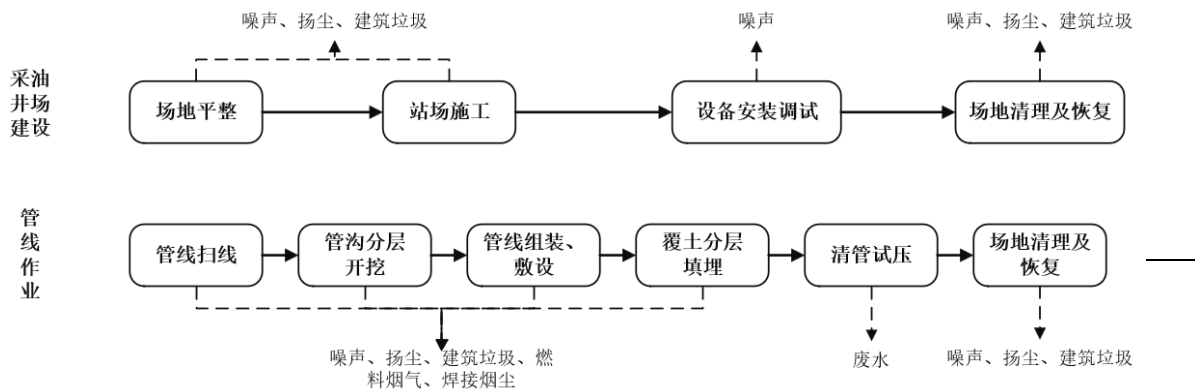 噪声、扬尘、建筑垃圾
噪声
噪声、扬尘、建筑垃圾
采油
井场
建设
场地平整
站场施工
设备安装调试
场地清理及恢复
管
线
作
业
管线扫线
管沟分层
开挖
管线组装、
敷设
覆土分层
填埋
清管试压
场地清理及
恢复
噪声、扬尘、建筑垃圾、燃
料烟气、焊接烟尘
废水
噪声、扬尘、建筑垃圾